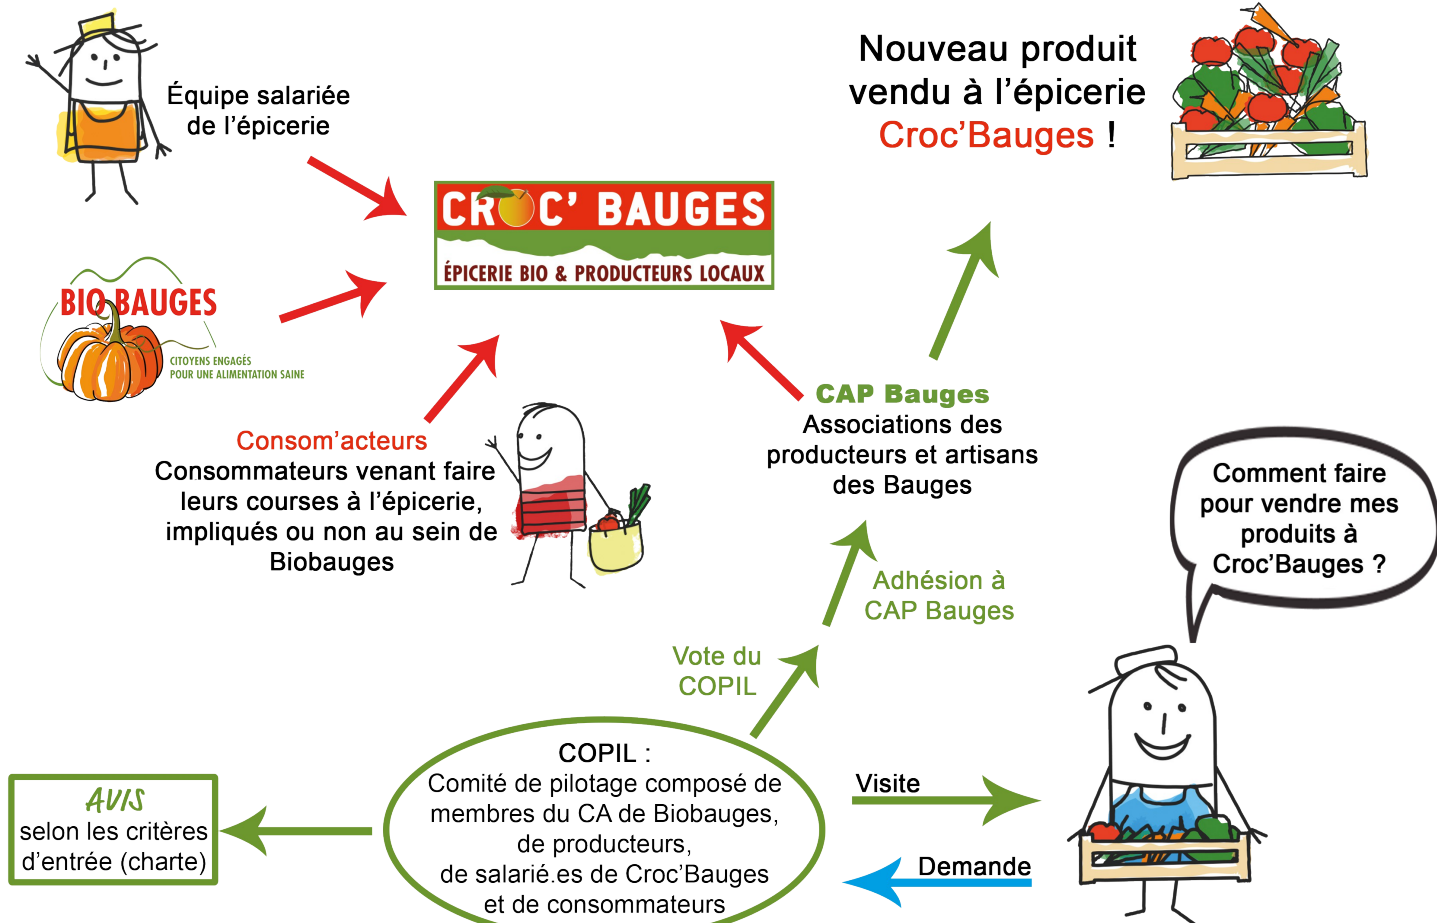 Équipe salariée
de l’épicerie
Nouveau produit
vendu à l’épicerie
Croc’Bauges !
CROC’ BAUGES
ÉPICERIE BIO & PRODUCTEURS LOCAUX
BIO BAUGES
CITOYENS ENGAGÉS
POUR UNE ALIMENTATION SAINE
Consom’acteurs
Consommateurs venant faire
leurs courses à l’épicerie,
impliqués ou non au sein de
Biobauges
CAP Bauges
Associations des
producteurs et artisans
des Bauges
Comment faire
pour vendre mes
produits à
Croc’Bauges ?
Adhésion à
CAP Bauges
Vote du
COPIL
COPIL :
Comité de pilotage composé de
membres du CA de Biobauges,
de producteurs,
de salarié.es de Croc’Bauges
et de consommateurs
AVIS
selon les critères
d’entrée (charte)
Visite
Demande